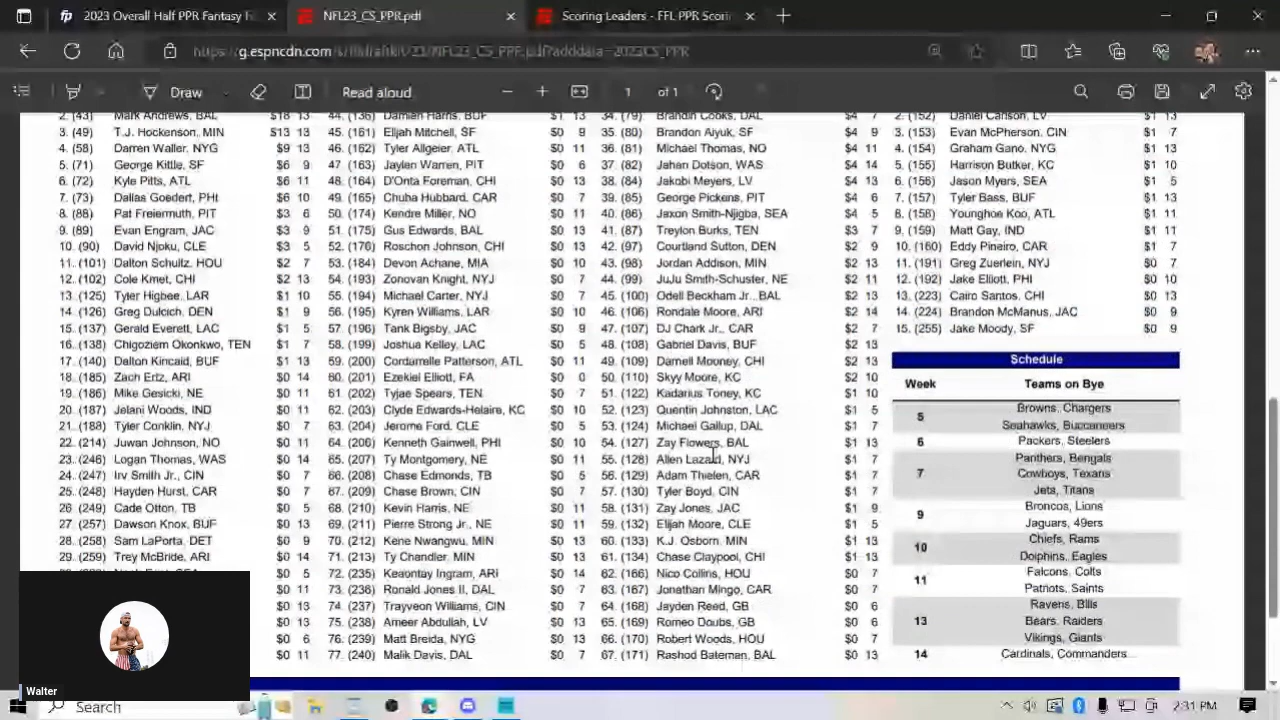 2023 Overall Half PPR Fantasy F
NFL23_CS_PPR.pdf
Scoring Leaders - FFL PPR Scori
Draw
Read aloud
1 of 1
2. (43) Mark Andrews, BAL $18 13
3. (49) T.J. Hockenson, MIN $13 13
4. (58) Darren Waller, NYG $9 13
5. (71) George Kittle, SF $6 9
6. (72) Kyle Pitts, ATL $6 11
7. (73) Dallas Goedert, PHI $6 10
8. (88) Pat Freiermuth, PIT $3 6
9. (89) Evan Engram, JAC $3 9
10. (90) David Njoku, CLE $3 5
11. (101) Dalton Schultz, HOU $2 7
12. (102) Cole Kmet, CHI $2 13
13. (125) Tyler Higbee, LAR $1 10
14. (126) Greg Dulcich, DEN $1 9
15. (137) Gerald Everett, LAC $1 5
16. (138) Chigoziem Okonkwo, TEN $1 7
17. (140) Dalton Kincaid, BUF $1 13
18. (185) Zach Ertz, ARI $0 14
19. (186) Mike Gesicki, NE $0 11
20. (187) Jelani Woods, IND $0 11
21. (188) Tyler Conklin, NYJ $0 7
22. (214) Juwan Johnson, NO $0 11
23. (246) Logan Thomas, WAS $0 14
24. (247) Irv Smith Jr., CIN $0 7
25. (248) Hayden Hurst, CAR $0 7
26. (249) Cade Otton, TB $0 5
27. (257) Dawson Knox, BUF $0 13
28. (258) Sam LaPorta, DET $0 9
29. (259) Trey McBride, ARI $0 14
$0 5
$0 11
$0 13
$0 13
$0 6
$0 11
44. (136) Damien Harris, BUF $1 13
45. (161) Elijah Mitchell, SF $0 9
46. (162) Tyler Allgeier, ATL $0 11
47. (163) Jaylen Warren, PIT $0 6
48. (164) D'Onta Foreman, CHI $0 13
49. (165) Chuba Hubbard, CAR $0 7
50. (174) Kendre Miller, NO $0 11
51. (175) Gus Edwards, BAL $0 13
52. (176) Roschon Johnson, CHI $0 13
53. (184) Devon Achane, MIA $0 10
54. (193) Zonovan Knight, NYJ $0 7
55. (194) Michael Carter, NYJ $0 7
56. (195) Kyren Williams, LAR $0 10
57. (196) Tank Bigsby, JAC $0 9
58. (199) Joshua Kelley, LAC $0 5
59. (200) Cordarrelle Patterson, ATL $0 11
60. (201) Ezekiel Elliott, FA $0 0
61. (202) Tyjae Spears, TEN $0 7
62. (203) Clyde Edwards-Helaire, KC $0 10
63. (204) Jerome Ford, CLE $0 5
64. (206) Kenneth Gainwell, PHI $0 10
65. (207) Ty Montgomery, NE $0 11
66. (208) Chase Edmonds, TB $0 5
67. (209) Chase Brown, CIN $0 7
68. (210) Kevin Harris, NE $0 11
69. (211) Pierre Strong Jr., NE $0 11
70. (212) Kene Nwangwu, MIN $0 13
71. (213) Ty Chandler, MIN $0 13
72. (235) Keaontay Ingram, ARI $0 14
73. (236) Ronald Jones II, DAL $0 7
74. (237) Trayveon Williams, CIN $0 7
75. (238) Ameer Abdullah, LV $0 13
76. (239) Matt Breida, NYG $0 13
77. (240) Malik Davis, DAL $0 7
34. (79) Brandin Cooks, DAL $4 7
35. (80) Brandon Aiyuk, SF $4 9
36. (81) Michael Thomas, NO $4 11
37. (82) Jahan Dotson, WAS $4 14
38. (84) Jakobi Meyers, LV $4 13
39. (85) George Pickens, PIT $4 6
40. (86) Jaxon Smith-Njigba, SEA $4 5
41. (87) Treylon Burks, TEN $3 7
42. (97) Courtland Sutton, DEN $2 9
43. (98) Jordan Addison, MIN $2 13
44. (99) JuJu Smith-Schuster, NE $2 11
45. (100) Odell Beckham Jr., BAL $2 13
46. (106) Rondale Moore, ARI $2 14
47. (107) DJ Chark Jr., CAR $2 7
48. (108) Gabriel Davis, BUF $2 13
49. (109) Darnell Mooney, CHI $2 13
50. (110) Skyy Moore, KC $2 10
51. (122) Kadarius Toney, KC $1 10
52. (123) Quentin Johnston, LAC $1 5
53. (124) Michael Gallup, DAL $1 7
54. (127) Zay Flowers, BAL $1 13
55. (128) Allen Lazard, NYJ $1 7
56. (129) Adam Thielen, CAR $1 7
57. (130) Tyler Boyd, CIN $1 7
58. (131) Zay Jones, JAC $1 9
59. (132) Elijah Moore, CLE $1 5
60. (133) K.J. Osborn, MIN $1 13
61. (134) Chase Claypool, CHI $1 13
62. (166) Nico Collins, HOU $0 7
63. (167) Jonathan Mingo, CAR $0 7
64. (168) Jayden Reed, GB $0 6
65. (169) Romeo Doubs, GB $0 6
66. (170) Robert Woods, HOU $0 7
67. (171) Rashod Bateman, BAL $0 13
2. (152) Daniel Carlson, LV $1 13
3. (153) Evan McPherson, CIN $1 7
4. (154) Graham Gano, NYG $1 13
5. (155) Harrison Butker, KC $1 10
6. (156) Jason Myers, SEA $1 5
7. (157) Tyler Bass, BUF $1 13
8. (158) Younghoe Koo, ATL $1 11
9. (159) Matt Gay, IND $1 11
10. (160) Eddy Pineiro, CAR $1 7
11. (191) Greg Zuerlein, NYJ $0 7
12. (192) Jake Elliott, PHI $0 10
13. (223) Cairo Santos, CHI $0 13
14. (224) Brandon McManus, JAC $0 9
15. (255) Jake Moody, SF $0 9
Schedule
Week Teams on Bye
5 Browns, Chargers
Seahawks, Buccaneers
6 Packers, Steelers
7 Panthers, Bengals
Cowboys, Texans
Jets, Titans
9 Broncos, Lions
Jaguars, 49ers
10 Chiefs, Rams
Dolphins, Eagles
11 Falcons, Colts
Patriots, Saints
13 Ravens, Bills
Bears, Raiders
Vikings, Giants
14 Cardinals, Commanders
Walter
Search
2:31 PM